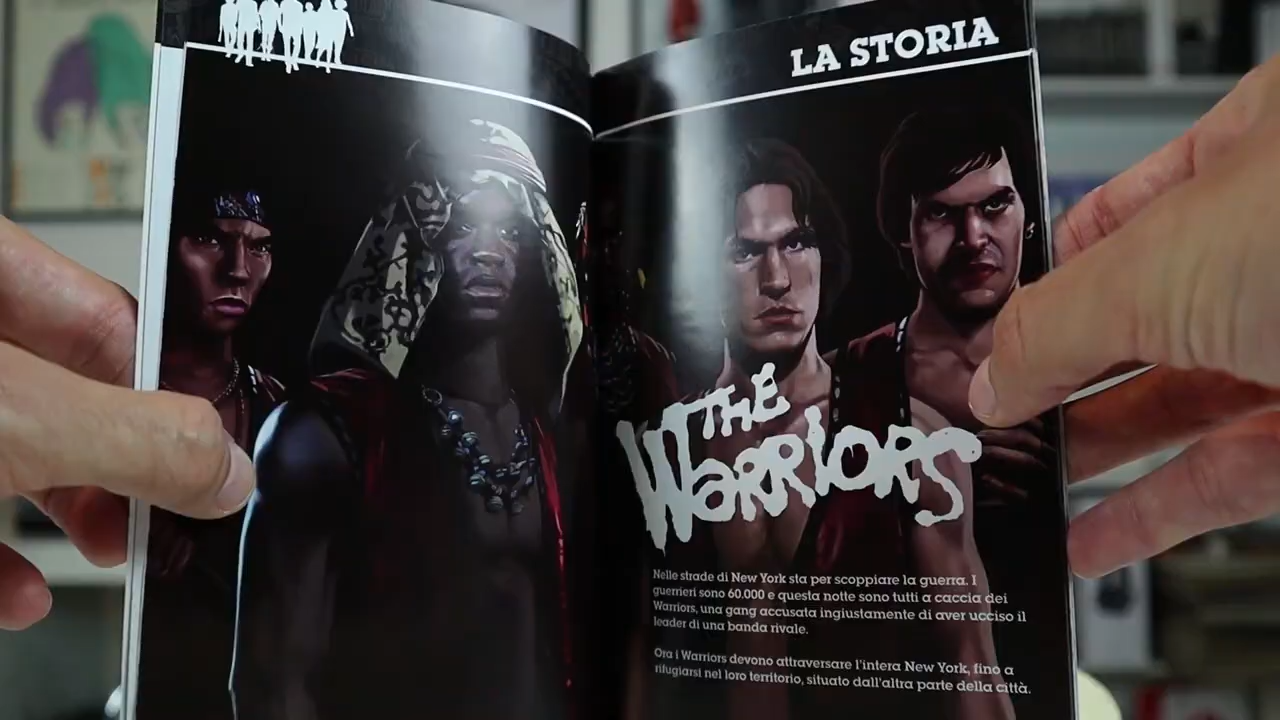 LA STORIA
THE
WARRIORS
Nelle strade di New York sta per scoppiare la guerra. I
guerrieri sono 60.000 e questa notte sono tutti a caccia dei
Warriors, una gang accusata ingiustamente di aver ucciso il
leader di una banda rivale.
Ora i Warriors devono attraversare l'intera New York, fino a
rifugiarsi nel loro territorio, situato dall'altra parte della città.